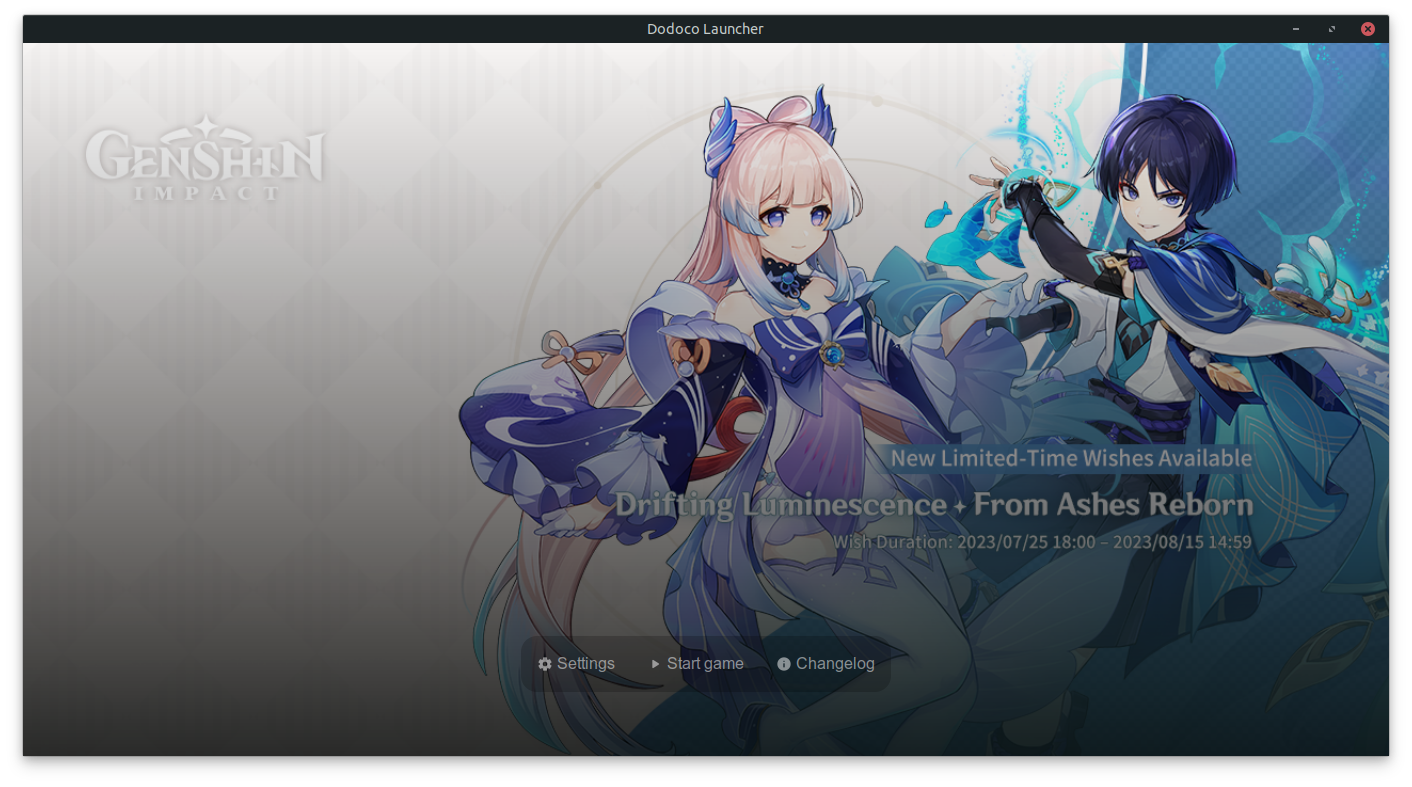 Dodoco Launcher
GENSHIN
IMPACT
New Limited-Time Wishes Available
Drifting Luminescence ✦ From Ashes Reborn
Wish Duration: 2023/07/25 18:00 – 2023/08/15 14:59
Settings
Start game
Changelog